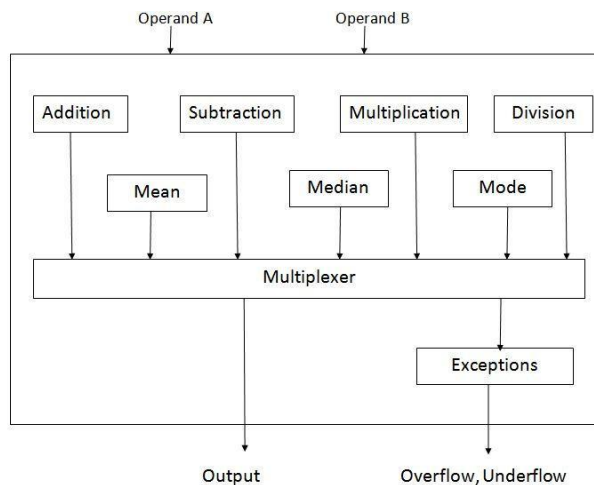 Operand A Operand B
Addition Subtraction Multiplication Division
Mean Median Mode
Multiplexer
Exceptions
Output Overflow, Underflow